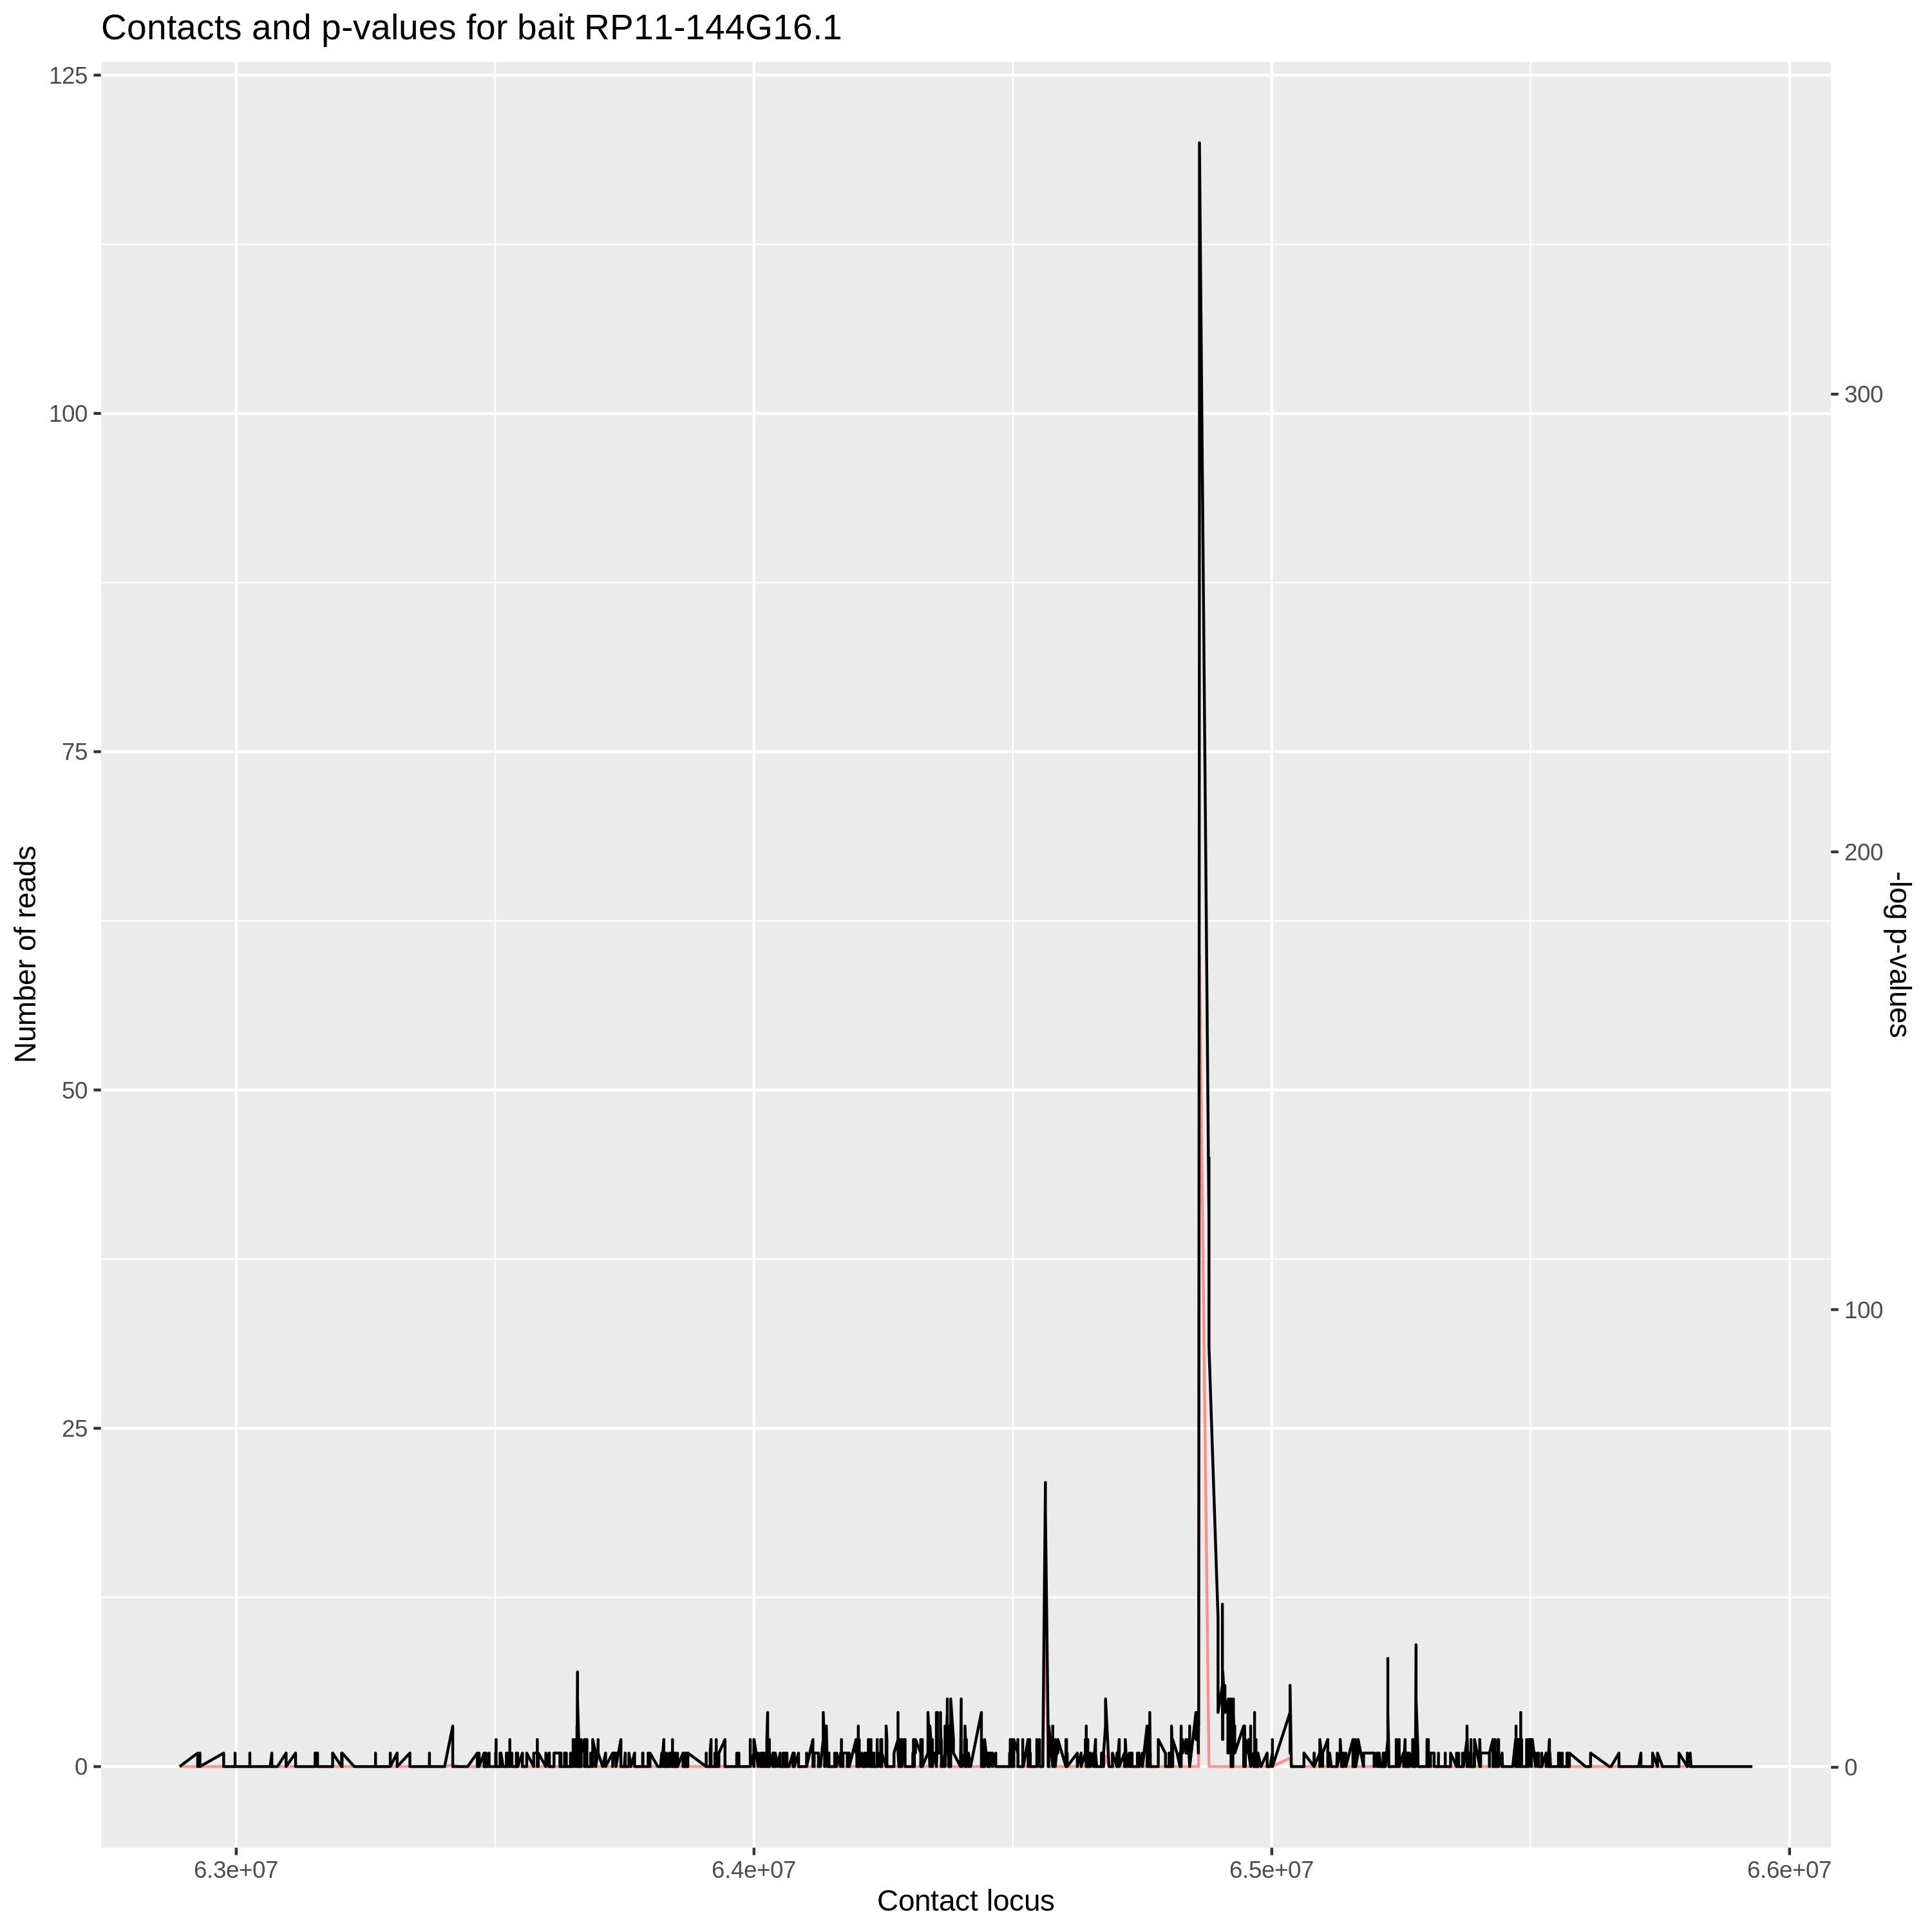 Contacts and p-values for bait RP11-144G16.1
125
100
75
50
25
0
Number of reads
300
200
100
0
-log p-values
6.3e+07
6.4e+07
6.5e+07
6.6e+07
Contact locus